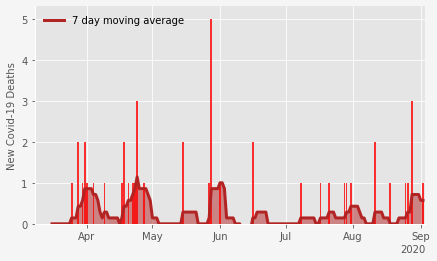 7 day moving average
New Covid-19 Deaths
5
4
3
2
1
0
Apr
May
Jun
Jul
Aug
Sep
2020